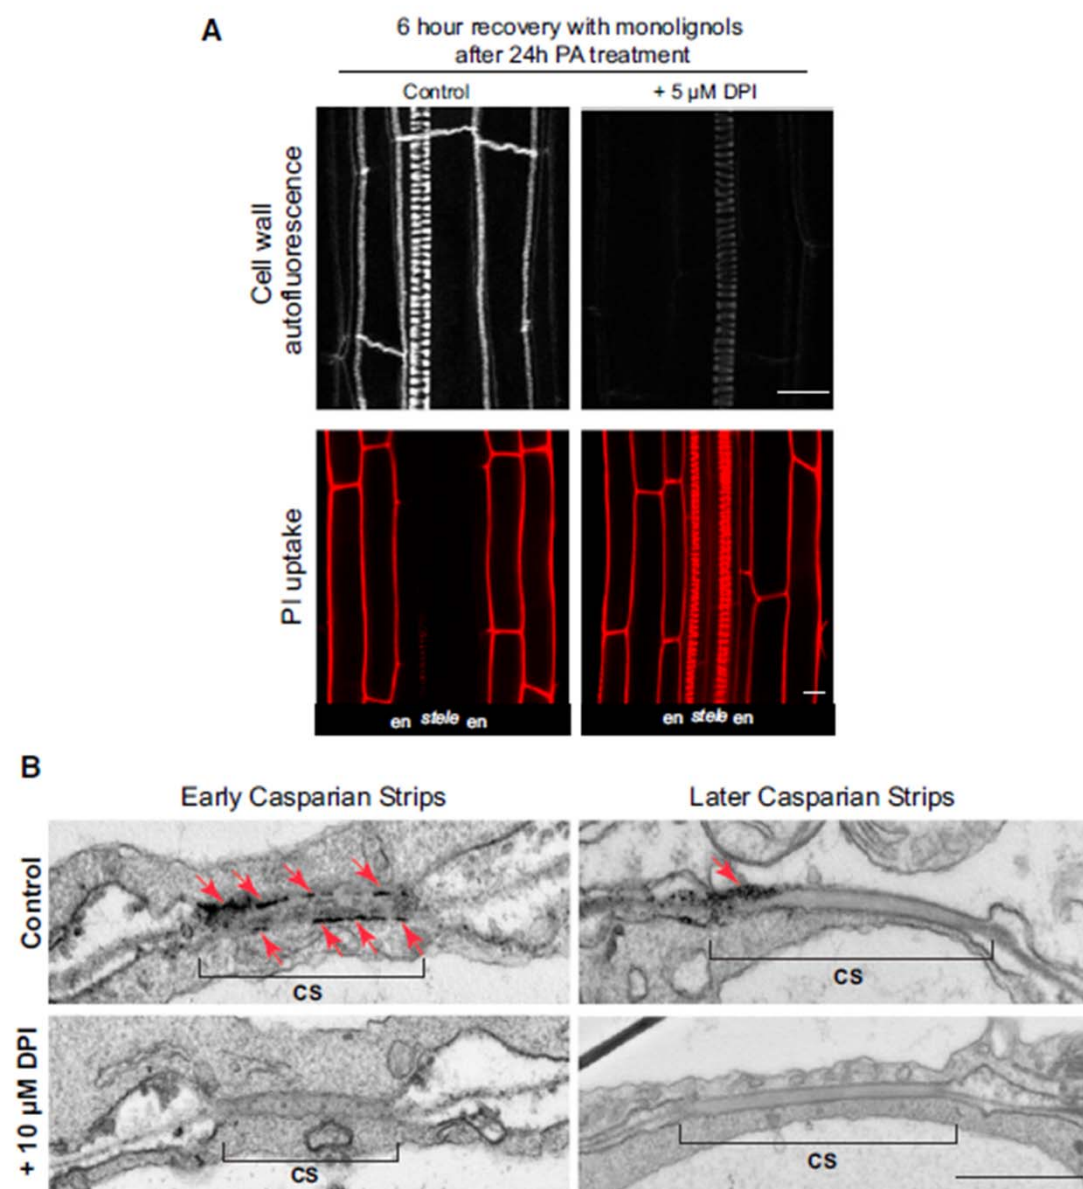 A
6 hour recovery with monolignols
after 24h PA treatment
Control
+ 5 µM DPI
Cell wall
autofluorescence
PI uptake
en stele en
en stele en
B
Early Casparian Strips
Later Casparian Strips
Control
CS
CS
+ 10 µM DPI
CS
CS